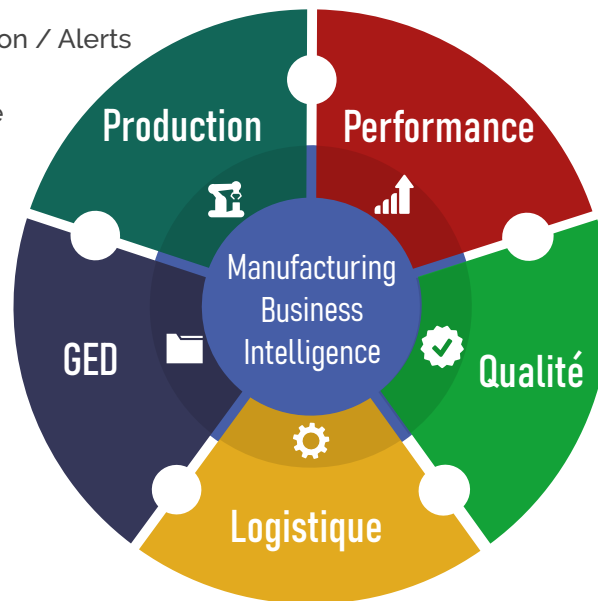 on / Alerts
Production
Performance
Manufacturing
Business
Intelligence
GED
Qualité
Logistique